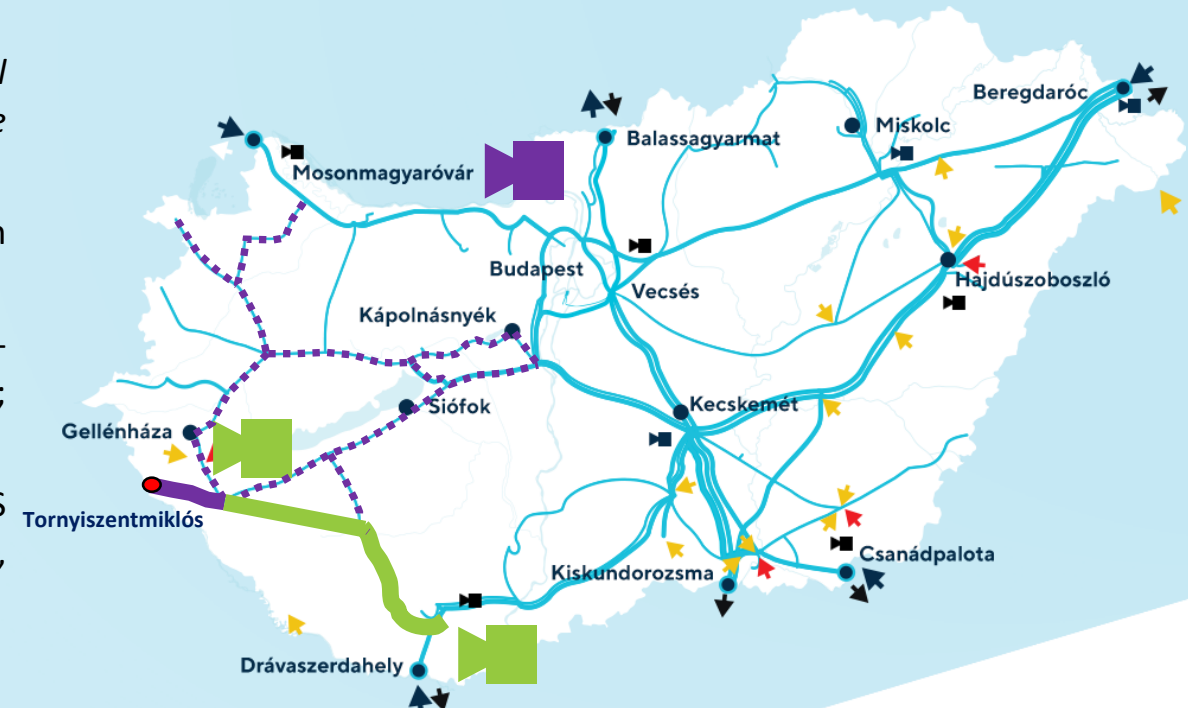 l
e
n
-
;
S
,
Beregdaróc
Miskolc
Balassagyarmat
Mosonmagyaróvár
Budapest
Vecsés
Hajdúszoboszló
Kápolnásnyék
Siófok
Kecskemét
Gellénháza
Tornyiszentmiklós
Csanádpalota
Kiskundorozsma
Drávaszerdahely